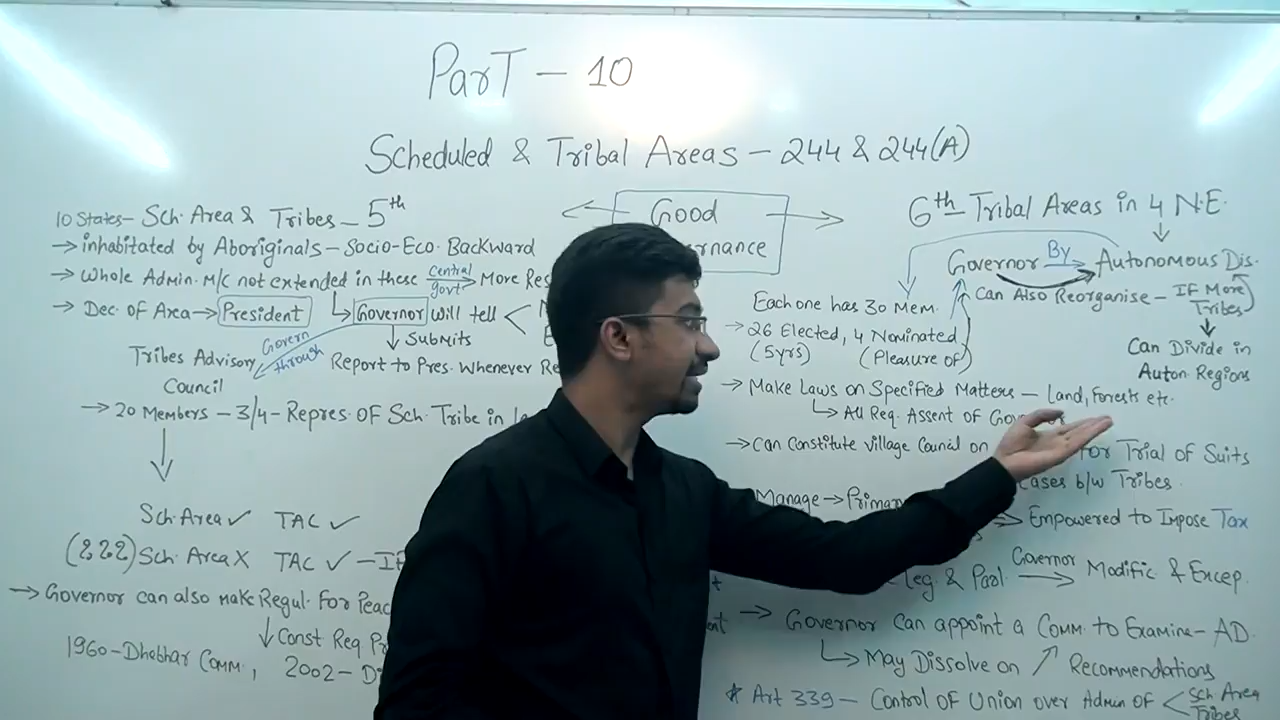 ParT - 10
Scheduled & Tribal Areas - 244 & 244(A)
Good
10 States- Sch. Area & Tribes - 5th
→ inhabitated by Aboriginals - Socio-Eco. Backward
→ Whole Admin. M/c not extended in these central govt → More
→ Dec. of Area → President Governor will tell
Submits
Govern through
Tribes Advisory Council
Report to Pres. Whenever
→ 20 Members - 3/4 - Repres. OF Sch. Tribe in
Sch. Area ✓ TAC ✓
(???) Sch. Area X TAC ✓ -
→ Governor can also make Regul. For
Const Req
1960 - Dhebhar Comm., 2002 -
6th - Tribal Areas in 4 N.E.
Governor By → Autonomous Dis.
Can Also Reorganise - IF More Tribes
Can Divide in Auton. Regions
Each one has 30 Mem.
→ 26 Elected, 4 Nominated
(5yrs) (Pleasure of)
→ Make Laws on Specified Matters - Land, Forests etc.
All Req. Assent of
→ Can Constitute Village Council on For Trial of Suits
Cases b/w Tribes.
Manage → Empowered to Impose Tax
Leg. & Parl Governor → Modific. & Excep.
→ Governor Can appoint a Comm. to Examine - AD.
May Dissolve on Recommendations
* Art 339 - Control of Union over Admn of < Sch. Area
Tribes